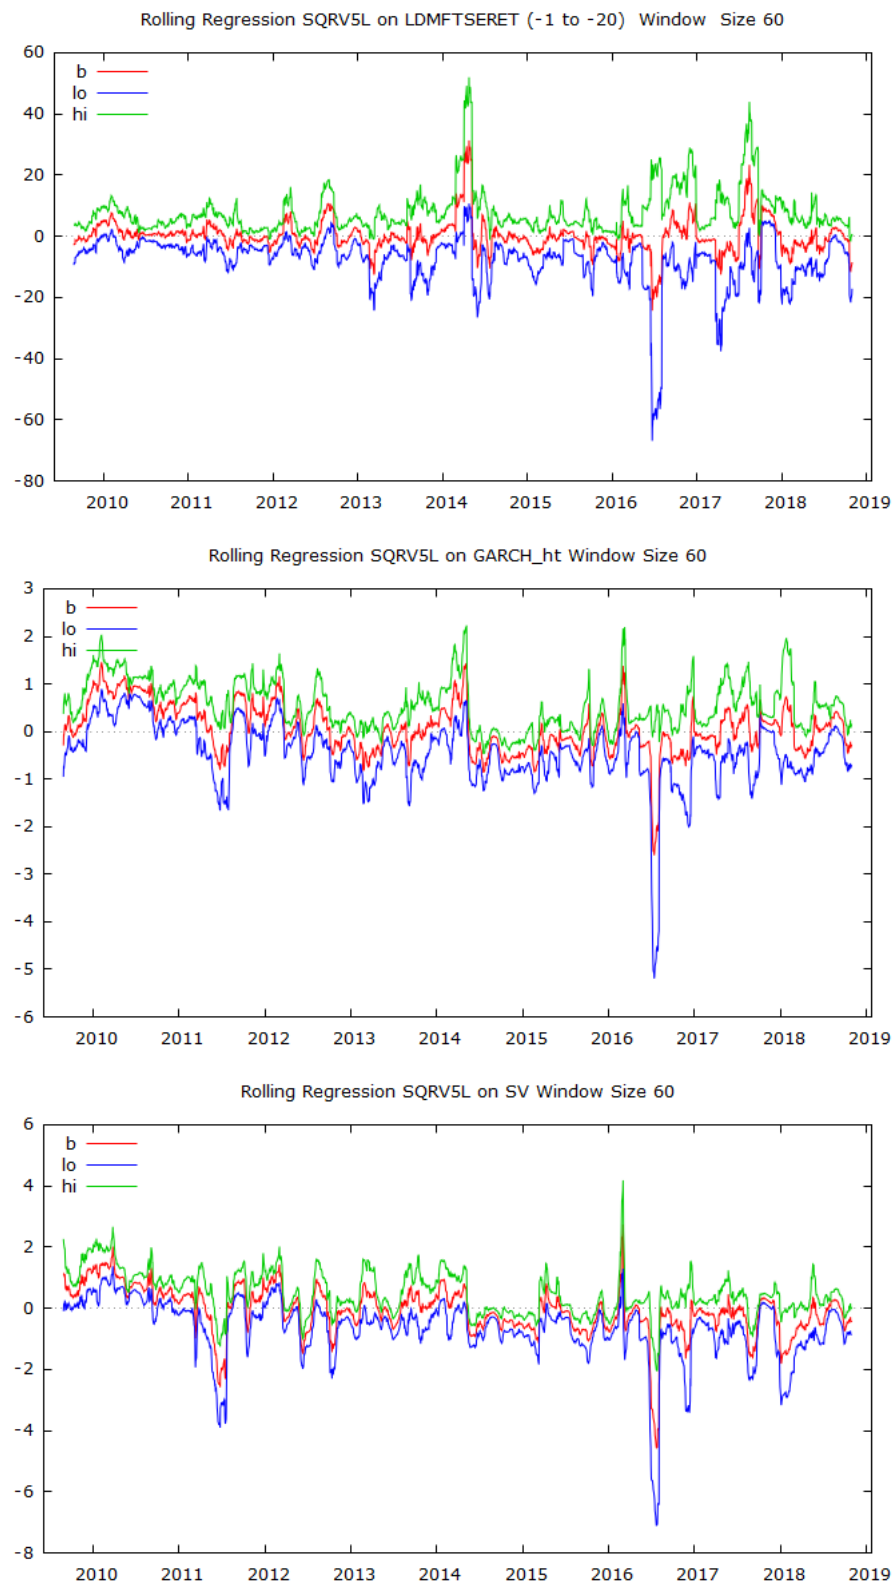 Rolling Regression SQRV5L on LDMFTSERET (-1 to -20)  Window  Size 60
60
b
lo
hi
40
20
0
-20
-40
-60
-80
2010 2011 2012 2013 2014 2015 2016 2017 2018 2019
Rolling Regression SQRV5L on GARCH_ht Window Size 60
3
b
lo
hi
2
1
0
-1
-2
-3
-4
-5
-6
2010 2011 2012 2013 2014 2015 2016 2017 2018 2019
Rolling Regression SQRV5L on SV Window Size 60
6
b
lo
hi
4
2
0
-2
-4
-6
-8
2010 2011 2012 2013 2014 2015 2016 2017 2018 2019